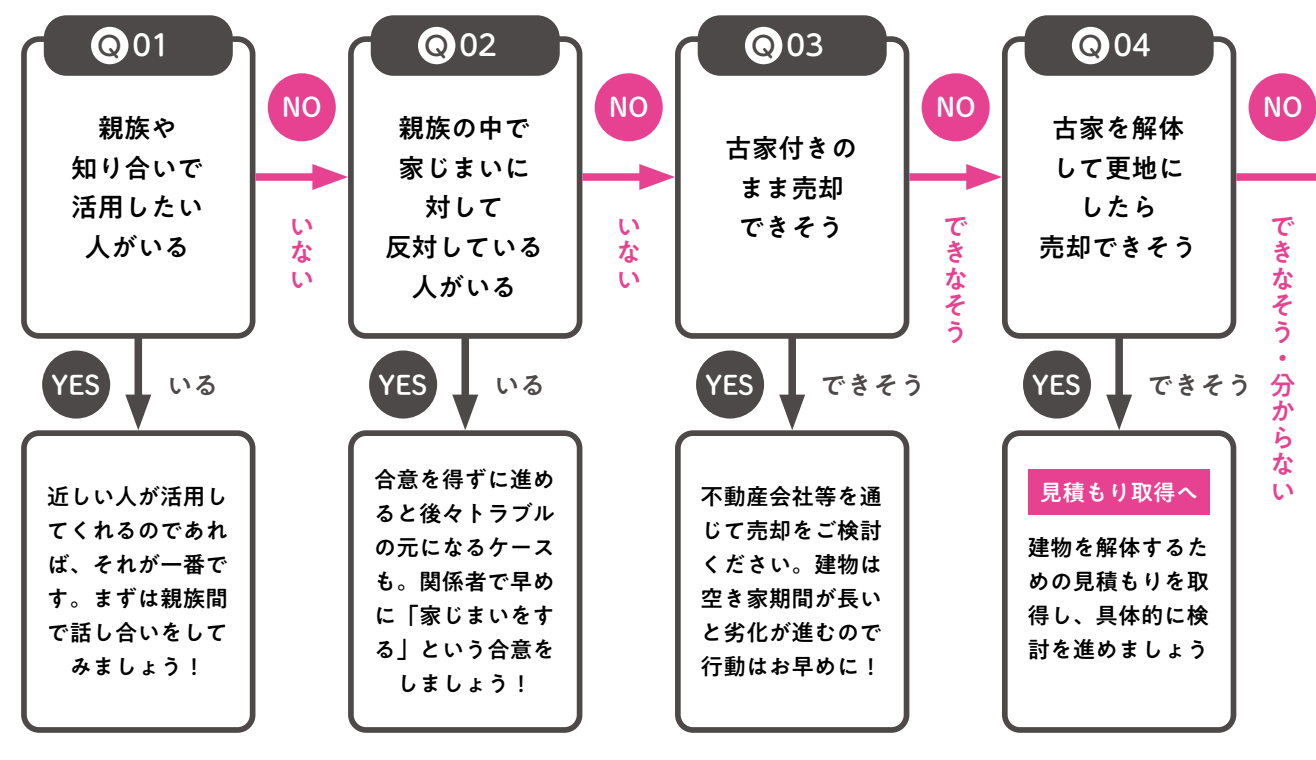 Q01
親族や
知り合いで
活用したい
人がいる
NO
いない
YES
いる
近しい人が活用し
てくれるのであれ
ば、それが一番で
す。まずは親族間
で話し合いをして
みましょう！
Q02
親族の中で
家じまいに
対して
反対している
人がいる
NO
いない
YES
いる
合意を得ずに進め
ると後々トラブル
の元になるケース
も。関係者で早め
に「家じまいをす
る」という合意を
しましょう！
Q03
古家付きの
まま売却
できそう
NO
できなそう
YES
できそう
不動産会社等を通
じて売却をご検討
ください。建物は
空き家期間が長い
と劣化が進むので
行動はお早めに！
Q04
古家を解体
して更地に
したら
売却できそう
NO
できなそう・分からない
YES
できそう
見積もり取得へ
建物を解体するた
めの見積もりを取
得し、具体的に検
討を進めましょう